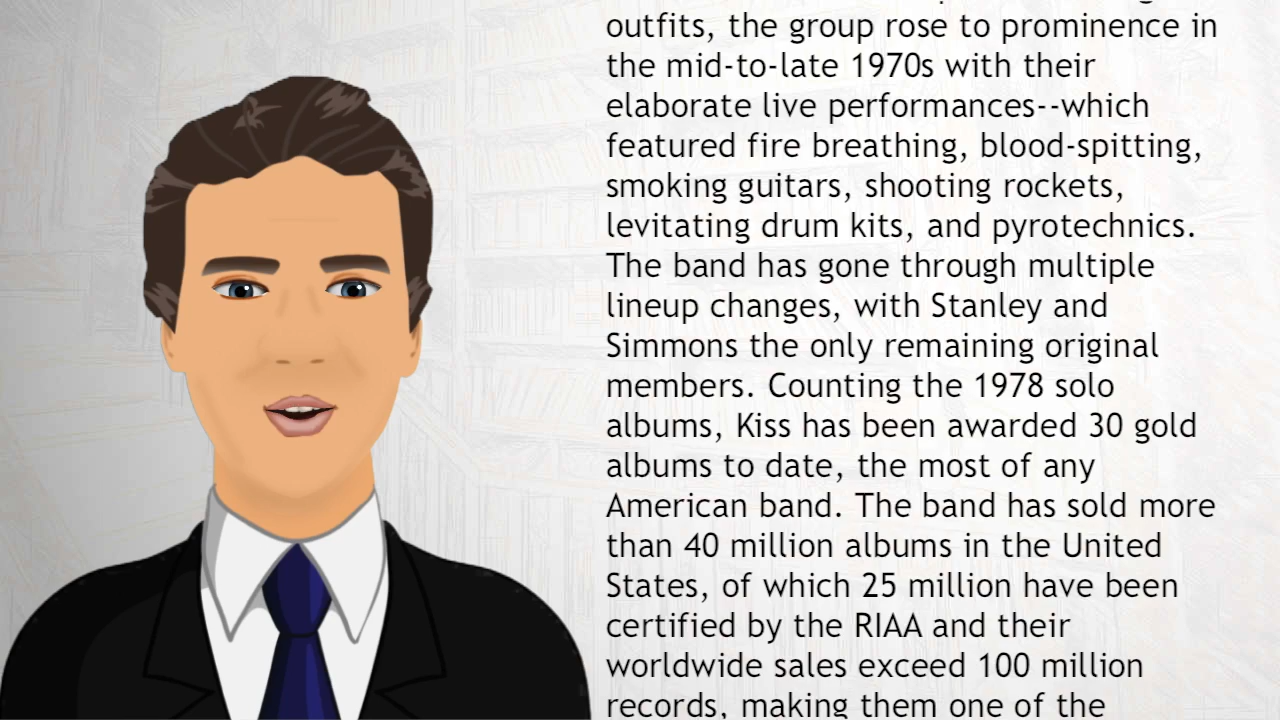 outfits, the group rose to prominence in
the mid-to-late 1970s with their
elaborate live performances--which
featured fire breathing, blood-spitting,
smoking guitars, shooting rockets,
levitating drum kits, and pyrotechnics.
The band has gone through multiple
lineup changes, with Stanley and
Simmons the only remaining original
members. Counting the 1978 solo
albums, Kiss has been awarded 30 gold
albums to date, the most of any
American band. The band has sold more
than 40 million albums in the United
States, of which 25 million have been
certified by the RIAA and their
worldwide sales exceed 100 million
records, making them one of the